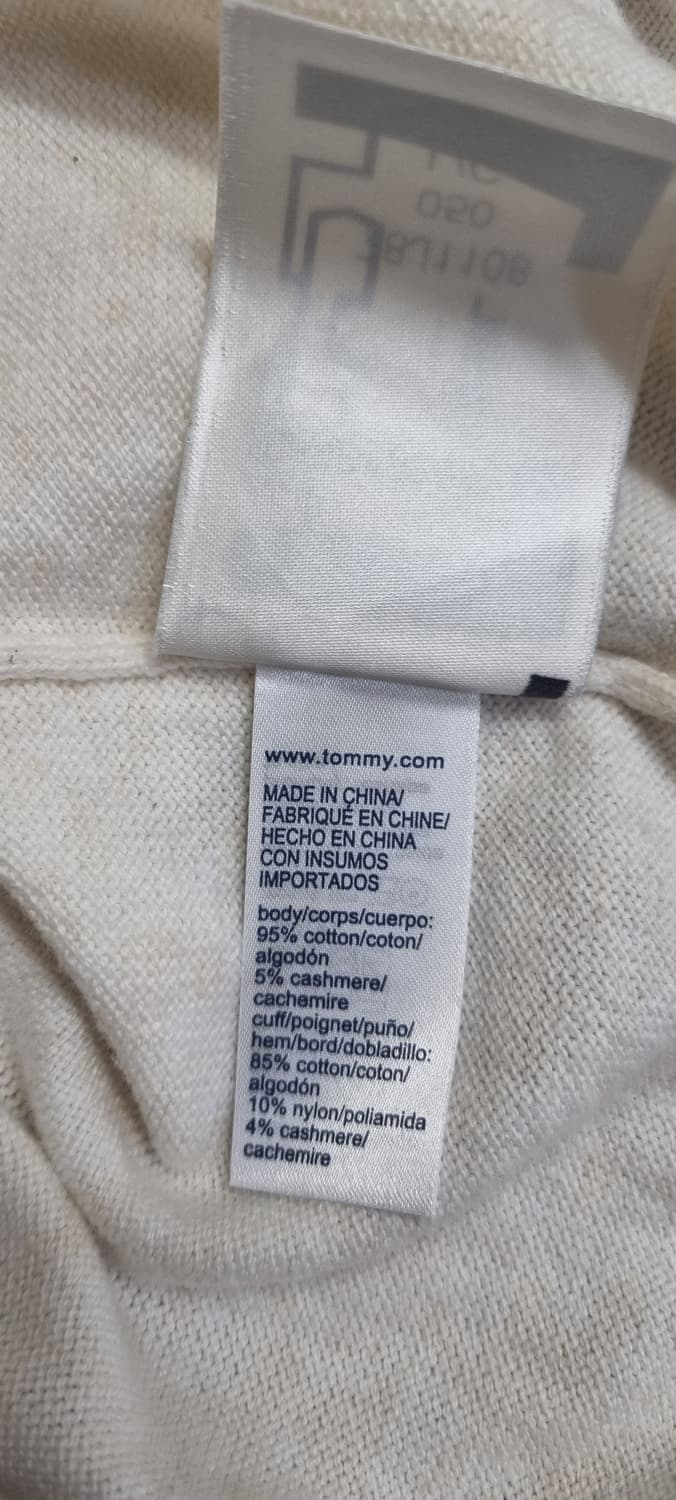 www.tommy.com
MADE IN CHINA/
FABRIQUÉ EN CHINE/
HECHO EN CHINA
CON INSUMOS
IMPORTADOS
body/corps/cuerpo:
95% cotton/coton/
algodón
5% cashmere/
cachemire
cuff/poignet/puño/
hem/bord/dobladillo:
85% cotton/coton/
algodón
10% nylon/poliamida
4% cashmere/
cachemire